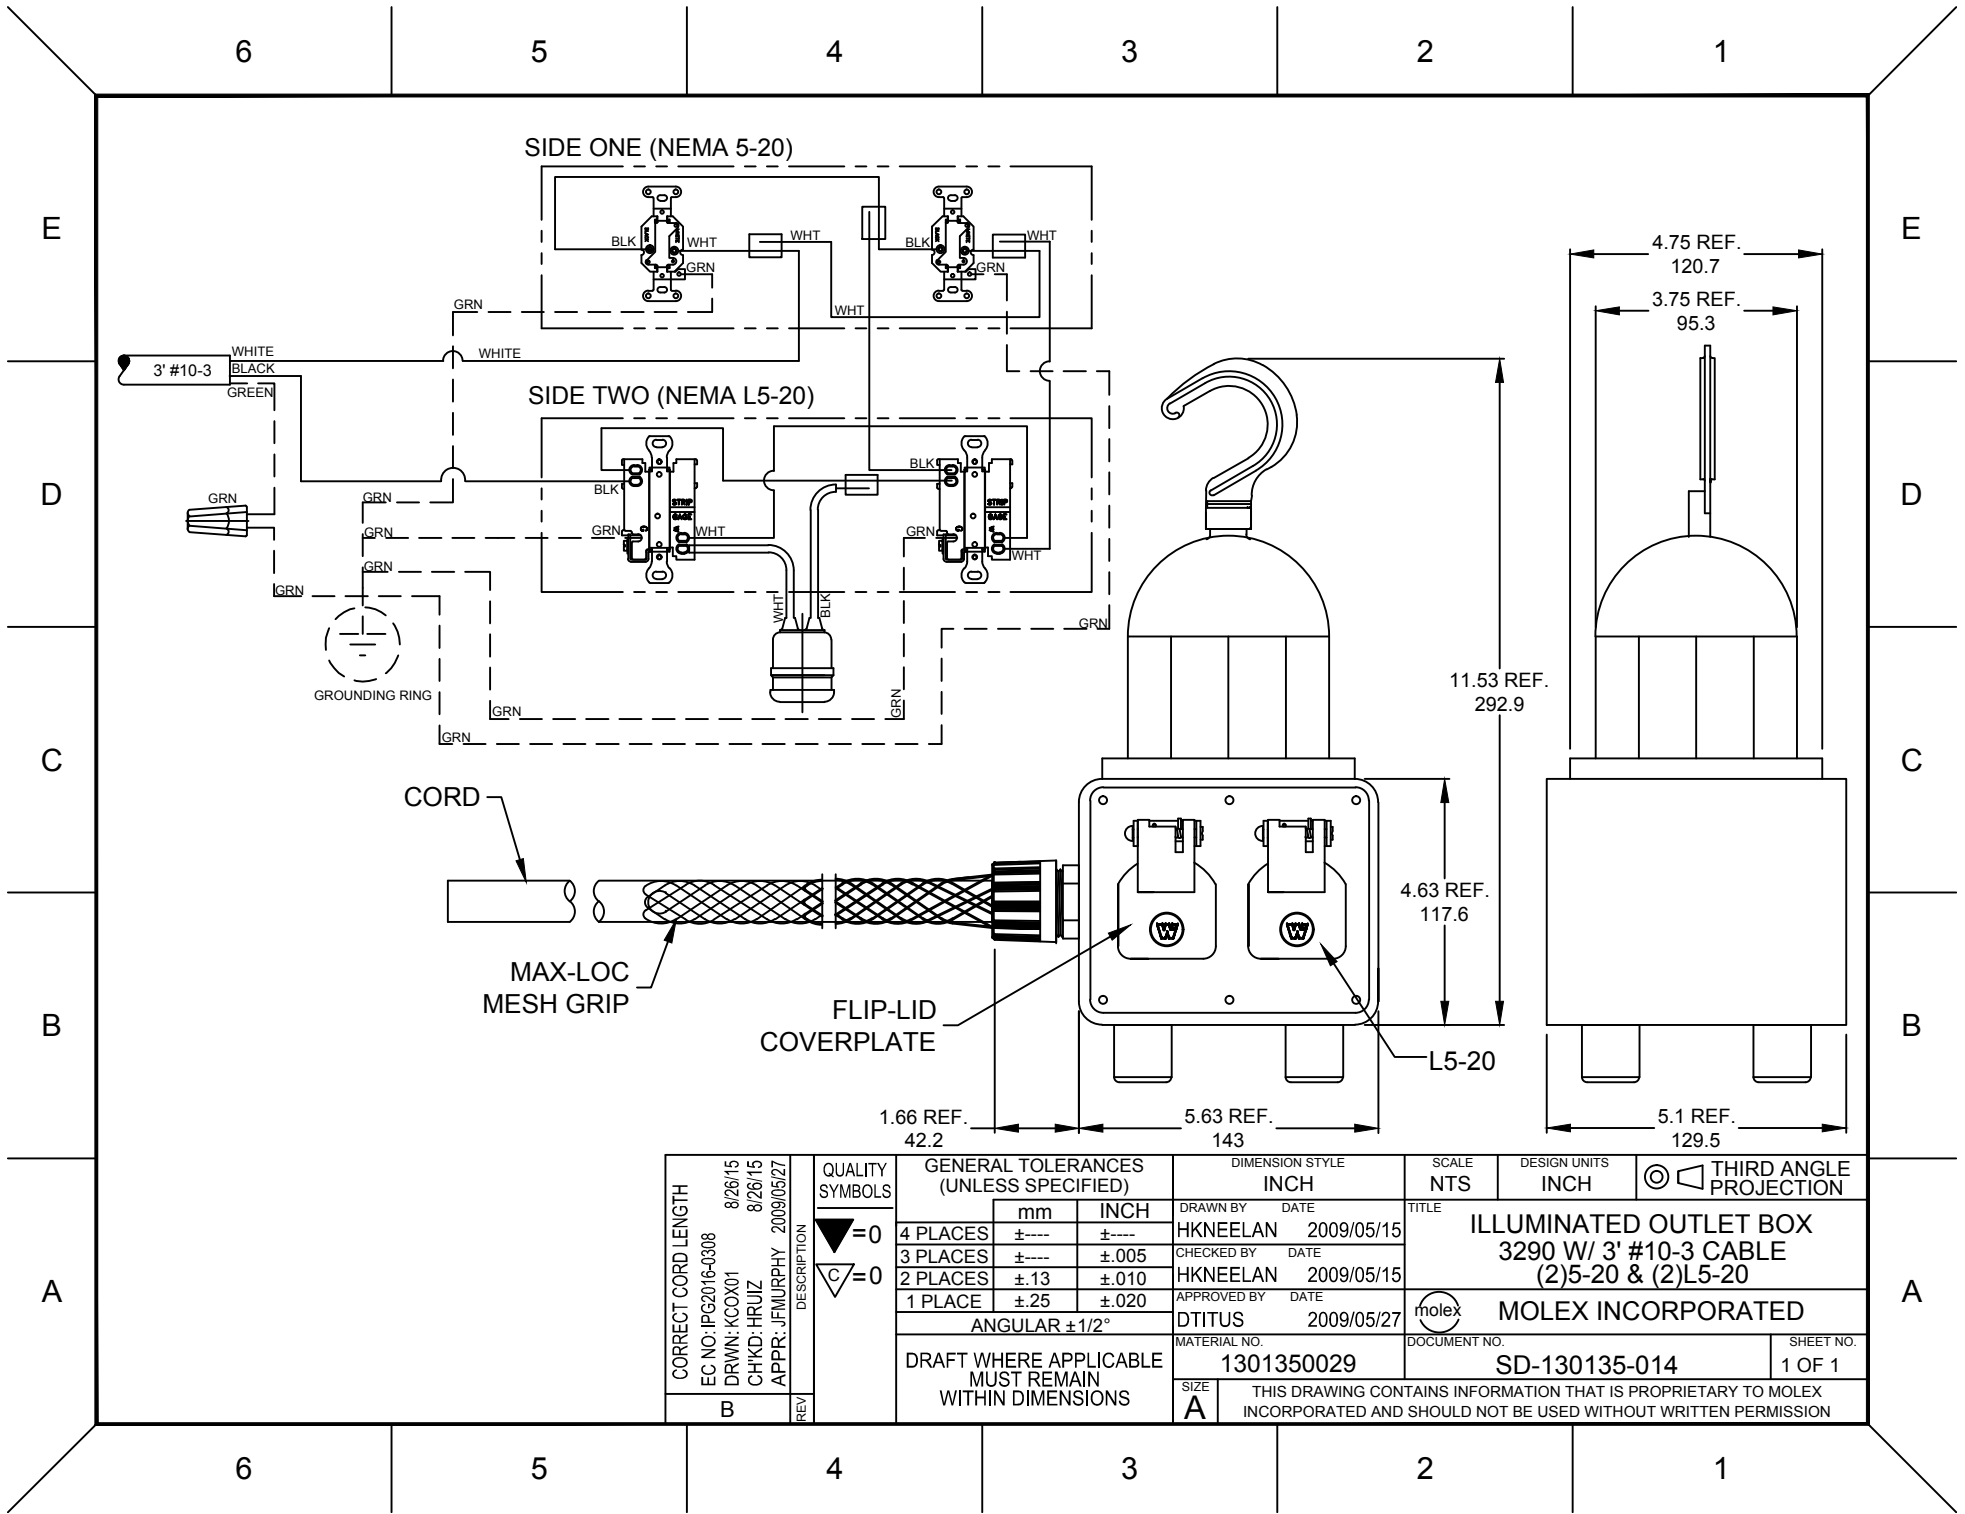 6 5 4 3 2 1
E
E
D
D
C
C
B
B
A
A
SIDE ONE (NEMA 5-20)
BLK
WHT
WHT
BLK
WHT
GRN
GRN
GRN
WHT
WHITE
WHITE
3' #10-3
BLACK
GREEN
SIDE TWO (NEMA L5-20)
BLK
BLK
STRIP
GAGE
STRIP
GAGE
GRN
GRN
GRN
GRN
WHT
GRN
WHT
GRN
GRN
WHT
BLK
GRN
GROUNDING RING
GRN
GRN
GRN
4.75 REF.
120.7
3.75 REF.
95.3
11.53 REF.
292.9
CORD
4.63 REF.
117.6
MAX-LOC
MESH GRIP
FLIP-LID
COVERPLATE
L5-20
1.66 REF.
42.2
5.63 REF.
143
5.1 REF.
129.5
CORRECT CORD LENGTH
EC NO: IPG2016-0308
DRWN: KCOX01 8/26/15
CH'KD: HRUIZ 8/26/15
APPR: JFMURPHY 2009/05/27
DESCRIPTION
B
REV
QUALITY
SYMBOLS
=0
C =0
GENERAL TOLERANCES
(UNLESS SPECIFIED)
mm INCH
4 PLACES ±---- ±----
3 PLACES ±---- ±.005
2 PLACES ±.13 ±.010
1 PLACE ±.25 ±.020
ANGULAR ±1/2°
DRAFT WHERE APPLICABLE
MUST REMAIN
WITHIN DIMENSIONS
DIMENSION STYLE
INCH
SCALE
NTS
DESIGN UNITS
INCH
THIRD ANGLE
PROJECTION
DRAWN BY DATE
HKNEELAN 2009/05/15
CHECKED BY DATE
HKNEELAN 2009/05/15
APPROVED BY DATE
DTITUS 2009/05/27
TITLE
ILLUMINATED OUTLET BOX
3290 W/ 3' #10-3 CABLE
(2)5-20 & (2)L5-20
molex
MOLEX INCORPORATED
MATERIAL NO.
1301350029
DOCUMENT NO.
SD-130135-014
SHEET NO.
1 OF 1
SIZE
A
THIS DRAWING CONTAINS INFORMATION THAT IS PROPRIETARY TO MOLEX
INCORPORATED AND SHOULD NOT BE USED WITHOUT WRITTEN PERMISSION
6 5 4 3 2 1